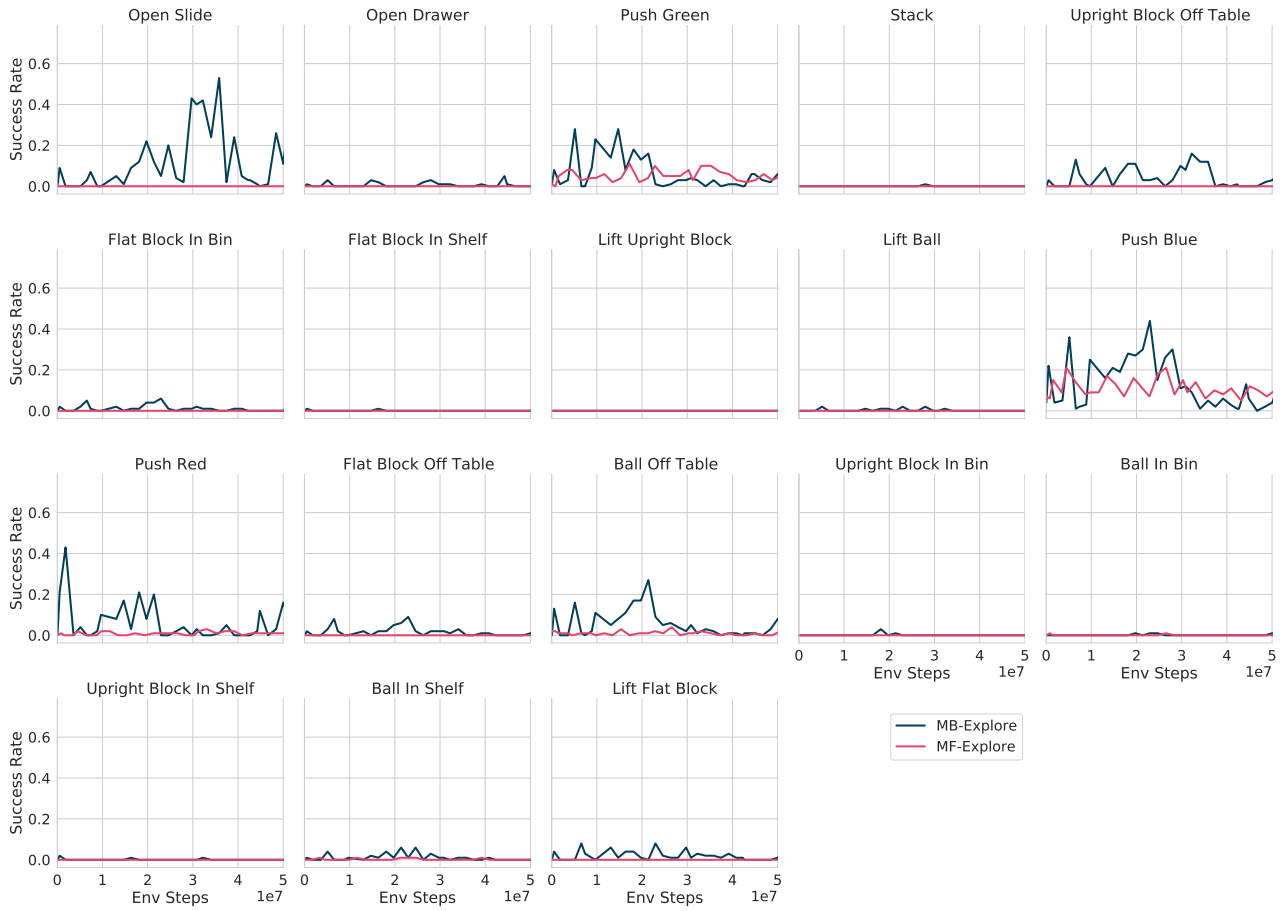 Open Slide
Open Drawer
Push Green
Stack
Upright Block Off Table
Success Rate
0.6
0.4
0.2
0.0
Flat Block In Bin
Flat Block In Shelf
Lift Upright Block
Lift Ball
Push Blue
Success Rate
0.6
0.4
0.2
0.0
Push Red
Flat Block Off Table
Ball Off Table
Upright Block In Bin
Ball In Bin
Success Rate
0.6
0.4
0.2
0.0
0 1 2 3 4 5
Env Steps
1e7
0 1 2 3 4 5
Env Steps
1e7
Upright Block In Shelf
Ball In Shelf
Lift Flat Block
Success Rate
0.6
0.4
0.2
0.0
0 1 2 3 4 5
Env Steps
1e7
0 1 2 3 4 5
Env Steps
1e7
0 1 2 3 4 5
Env Steps
1e7
MB-Explore
MF-Explore